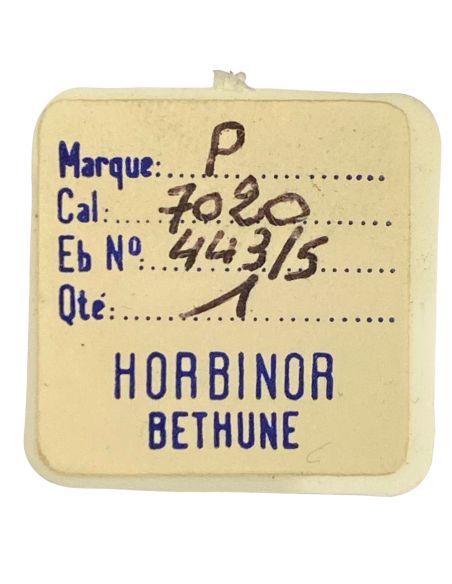 Marque: P
Cal: 7020
Eb Nº: 443/5
Qté: 1
HORBINOR
BETHUNE